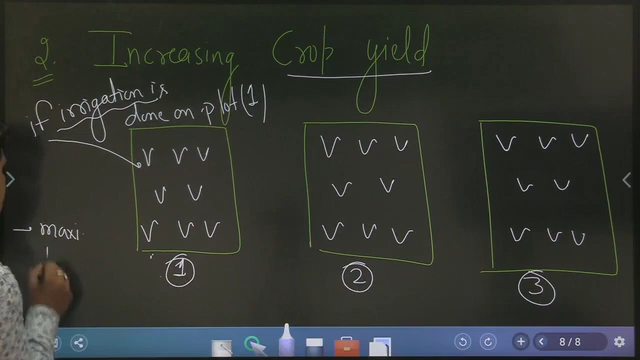 2. Increasing Crop yield
if irrigation is
done on plot (1)
→ maxi
1
2
3
8/8